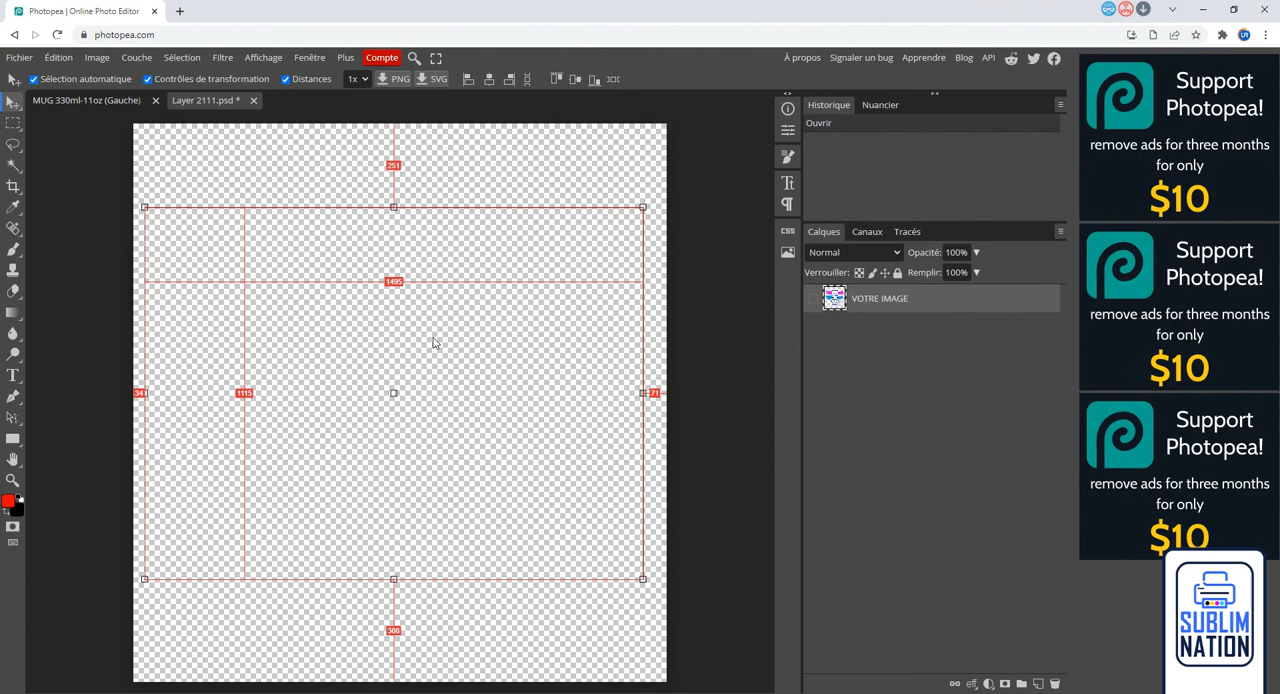 Photopea | Online Photo Editor
photopea.com
Fichier Édition Image Couche Sélection Filtre Affichage Fenêtre Plus Compte
À propos Signaler un bug Apprendre Blog API
Sélection automatique Contrôles de transformation Distances 1x PNG SVG
MUG 330ml-11oz (Gauche) Layer 2111.psd *
Historique Nuancier
Ouvrir
251
1495
1115
71
308
CSS
Calques Canaux Tracés
Normal Opacité: 100%
Verrouiller: Remplir: 100%
VOTRE IMAGE
eff
Support
Photopea!
remove ads for three months
for only
$10
Support
Photopea!
remove ads for three months
for only
$10
Support
Photopea!
remove ads for three months
for only
$10
SUBLIM
NATION
UR